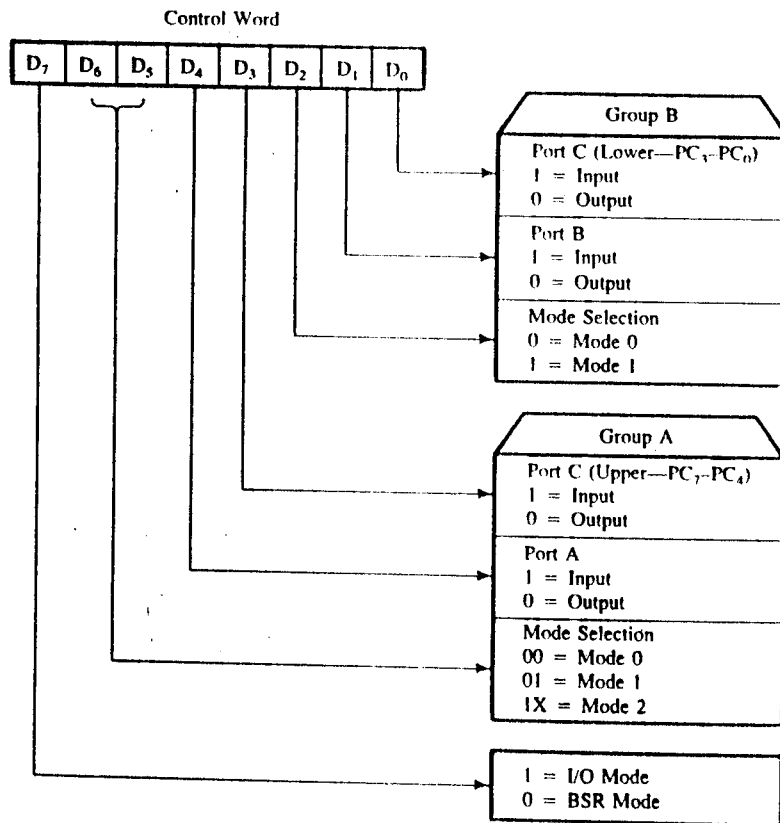 Control Word
D₇ D₆ D₅ D₄ D₃ D₂ D₁ D₀
Group B
Port C (Lower—PC₃–PC₀)
1 = Input
0 = Output
Port B
1 = Input
0 = Output
Mode Selection
0 = Mode 0
1 = Mode 1
Group A
Port C (Upper—PC₇–PC₄)
1 = Input
0 = Output
Port A
1 = Input
0 = Output
Mode Selection
00 = Mode 0
01 = Mode 1
1X = Mode 2
1 = I/O Mode
0 = BSR Mode